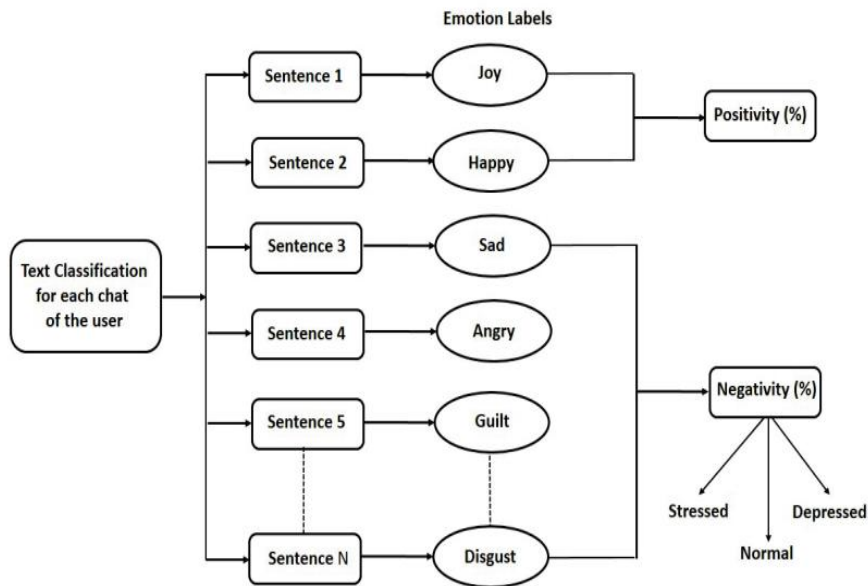 Emotion Labels
Sentence 1
Joy
Positivity (%)
Sentence 2
Happy
Sentence 3
Sad
Text Classification
for each chat
of the user
Sentence 4
Angry
Negativity (%)
Sentence 5
Guilt
Stressed
Depressed
Normal
Sentence N
Disgust